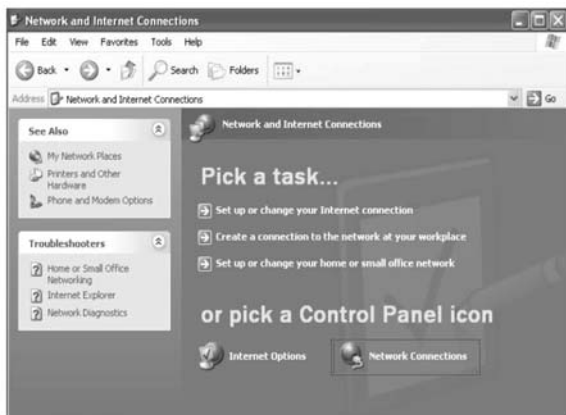 Network and Internet Connections
File Edit View Favorites Tools Help
Back Search Folders
Address Network and Internet Connections Go
See Also
My Network Places
Printers and Other
Hardware
Phone and Modem Options
Troubleshooters
Home or Small Office
Networking
Internet Explorer
Network Diagnostics
Network and Internet Connections
Pick a task...
Set up or change your Internet connection
Create a connection to the network at your workplace
Set up or change your home or small office network
or pick a Control Panel icon
Internet Options Network Connections